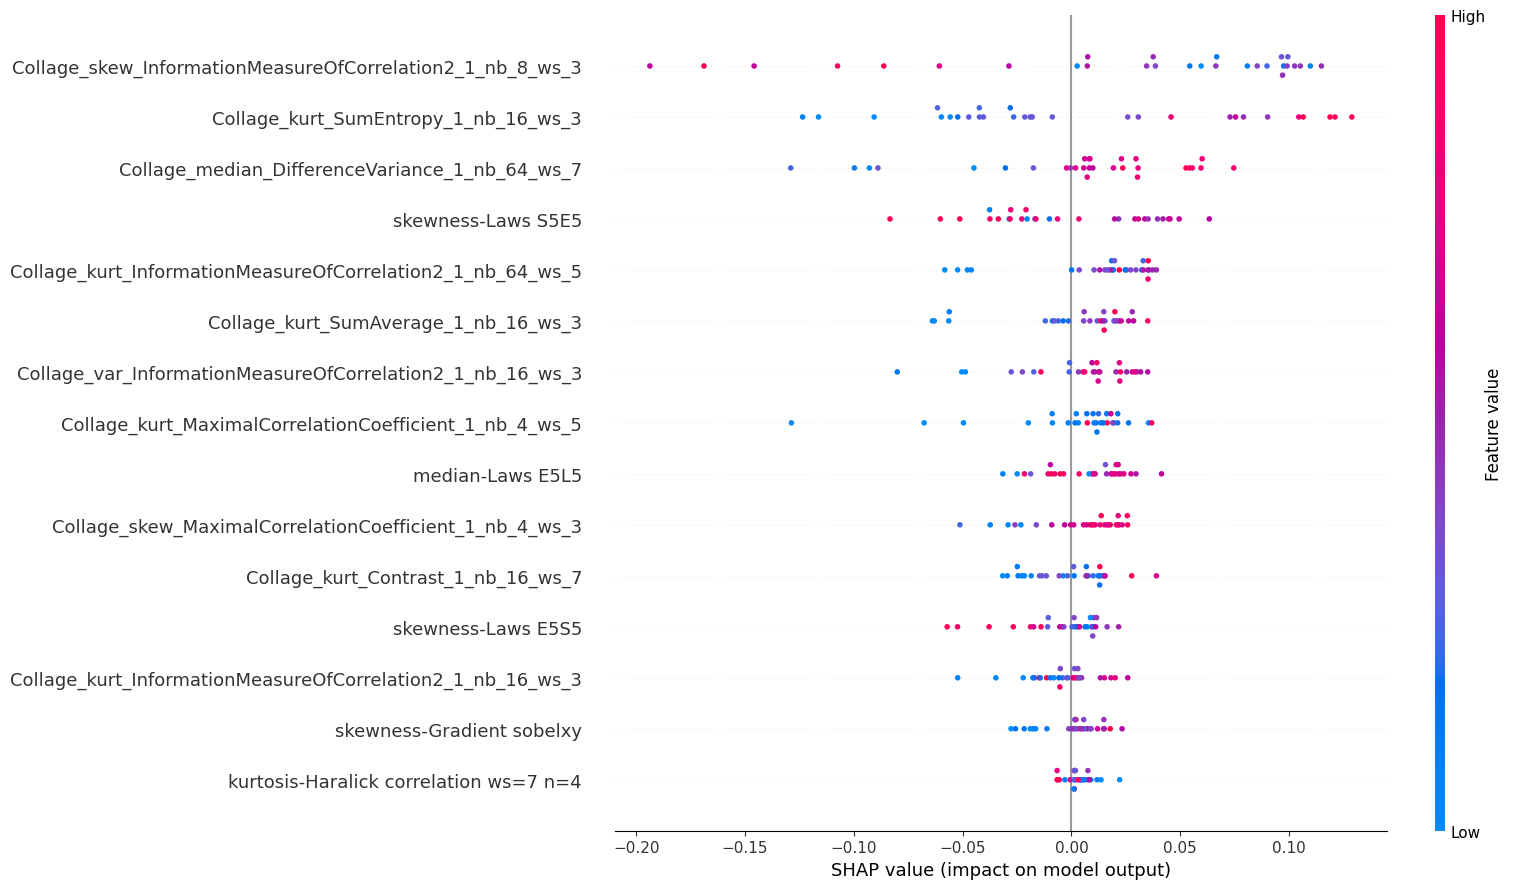 High
Collage_skew_InformationMeasureOfCorrelation2_1_nb_8_ws_3
Collage_kurt_SumEntropy_1_nb_16_ws_3
Collage_median_DifferenceVariance_1_nb_64_ws_7
skewness-Laws S5E5
Collage_kurt_InformationMeasureOfCorrelation2_1_nb_64_ws_5
Collage_kurt_SumAverage_1_nb_16_ws_3
Collage_var_InformationMeasureOfCorrelation2_1_nb_16_ws_3
Collage_kurt_MaximalCorrelationCoefficient_1_nb_4_ws_5
median-Laws E5L5
Collage_skew_MaximalCorrelationCoefficient_1_nb_4_ws_3
Collage_kurt_Contrast_1_nb_16_ws_7
skewness-Laws E5S5
Collage_kurt_InformationMeasureOfCorrelation2_1_nb_16_ws_3
skewness-Gradient sobelxy
kurtosis-Haralick correlation ws=7 n=4
Feature value
Low
−0.20 −0.15 −0.10 −0.05 0.00 0.05 0.10
SHAP value (impact on model output)